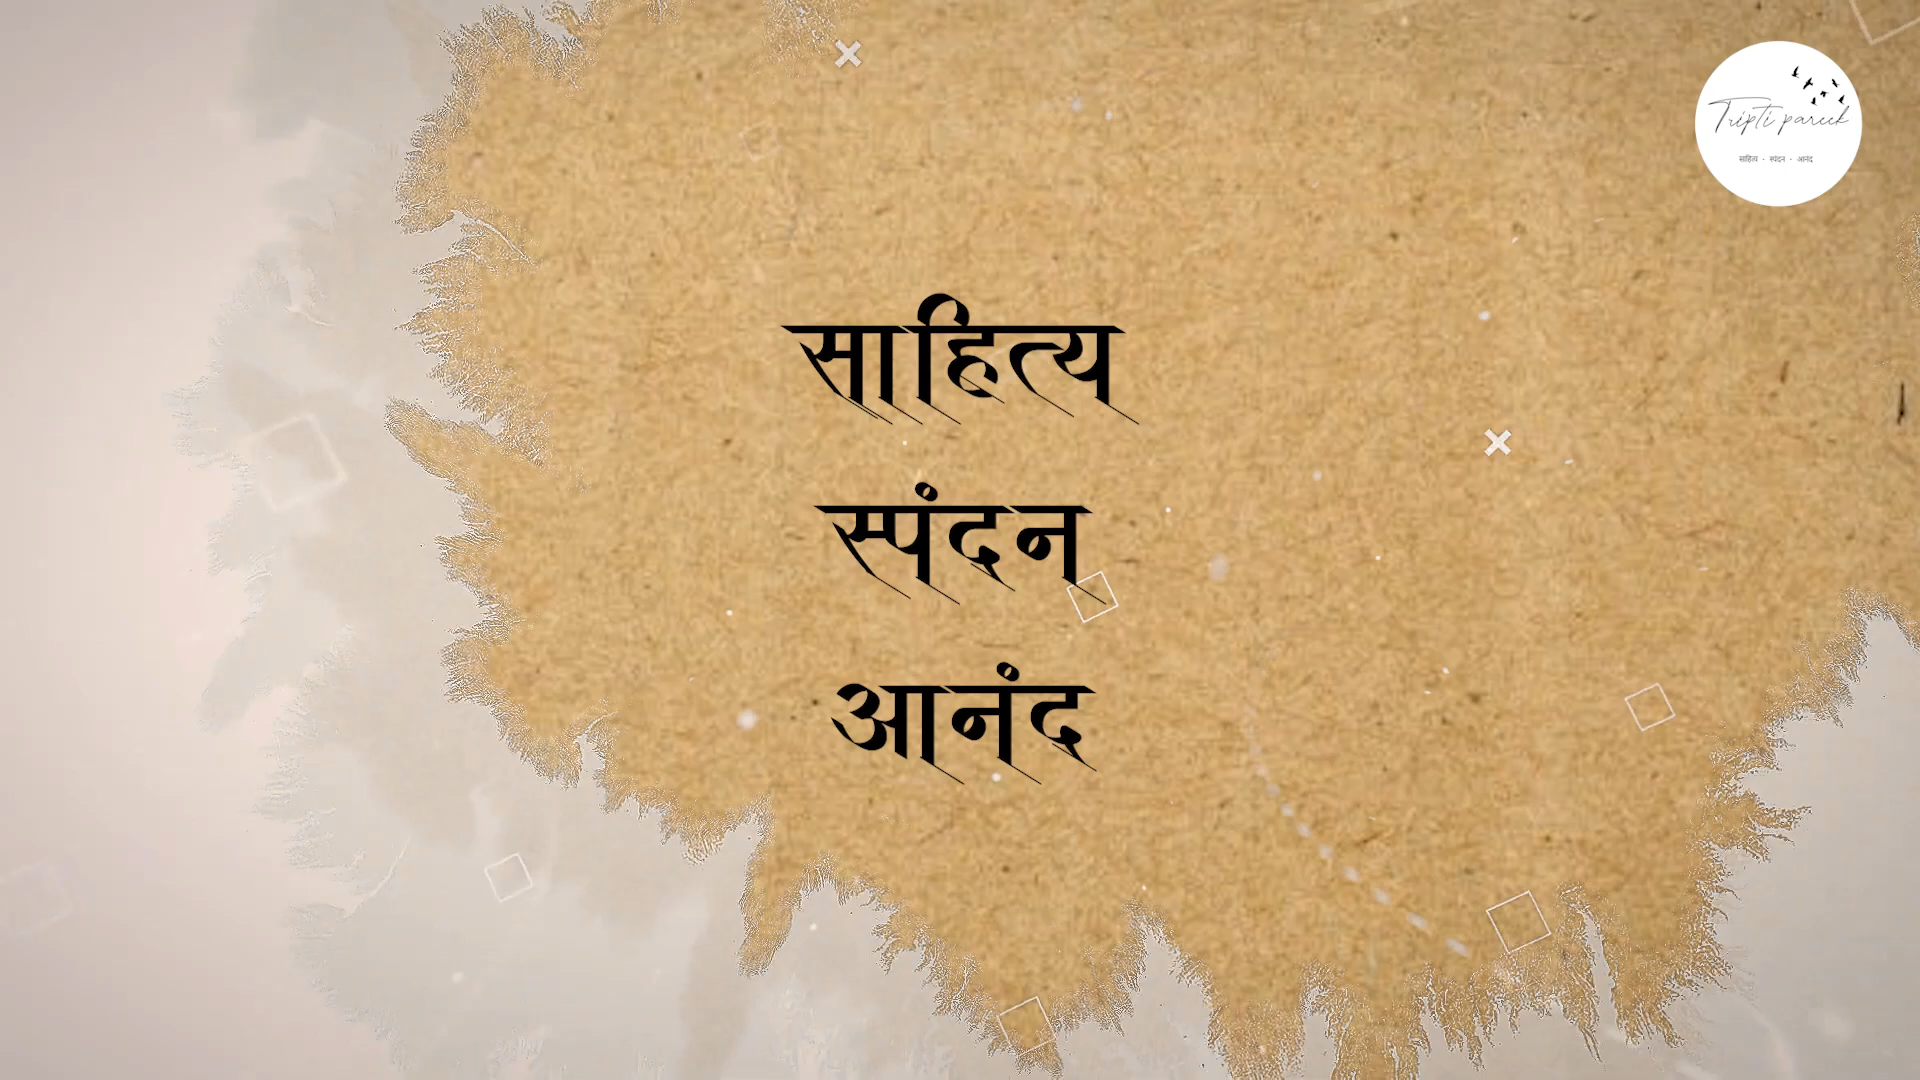 Tripti pareek
साहित्य - स्पंदन - आनंद
साहित्य
स्पंदन
आनंद